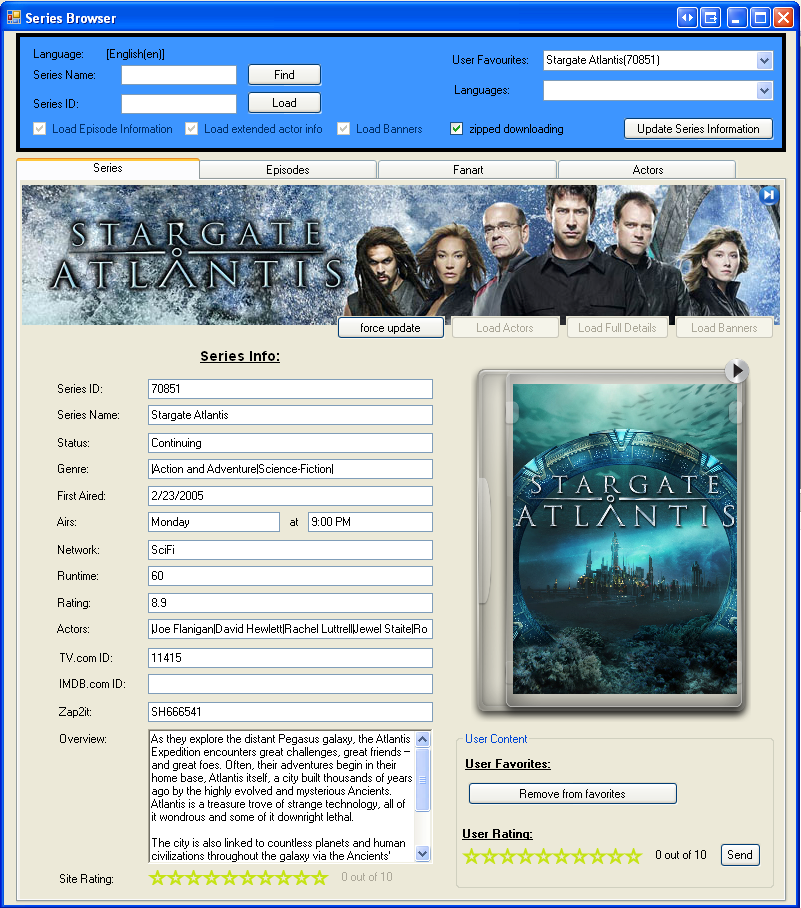 Series Browser
Language: [English(en)]
User Favourites: Stargate Atlantis(70851)
Series Name: Find
Languages:
Series ID: Load
Load Episode Information Load extended actor info Load Banners zipped downloading Update Series Information
Series Episodes Fanart Actors
STARGATE
ATLANTIS
force update Load Actors Load Full Details Load Banners
Series Info:
Series ID: 70851
Series Name: Stargate Atlantis
Status: Continuing
Genre: |Action and Adventure|Science-Fiction|
First Aired: 2/23/2005
Airs: Monday at 9:00 PM
Network: SciFi
Runtime: 60
Rating: 8.9
Actors: |Joe Flanigan|David Hewlett|Rachel Luttrell|Jewel Staite|Ro
TV.com ID: 11415
IMDB.com ID:
Zap2it: SH666541
Overview: As they explore the distant Pegasus galaxy, the Atlantis
Expedition encounters great challenges, great friends –
and great foes. Often, their adventures begin in their
home base, Atlantis itself, a city built thousands of years
ago by the highly evolved and mysterious Ancients.
Atlantis is a treasure trove of strange technology, all of
it wondrous and some of it downright lethal.
The city is also linked to countless planets and human
civilizations throughout the galaxy via the Ancients'
Site Rating: 0 out of 10
STARGATE
ATLANTIS
User Content
User Favorites:
Remove from favorites
User Rating:
0 out of 10 Send